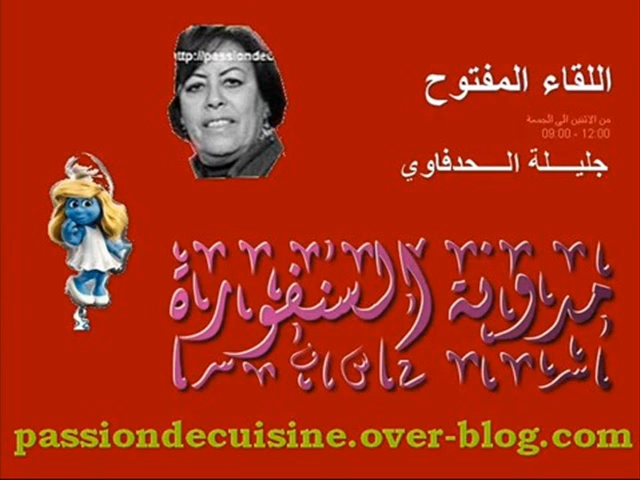 http://passiondecu
اللقاء المفتوح
من الاثنين الى الجمعة
09:00 - 12:00
جليلة الحدفاوي
مدونة السنفورة
passiondecuisine.over-blog.com